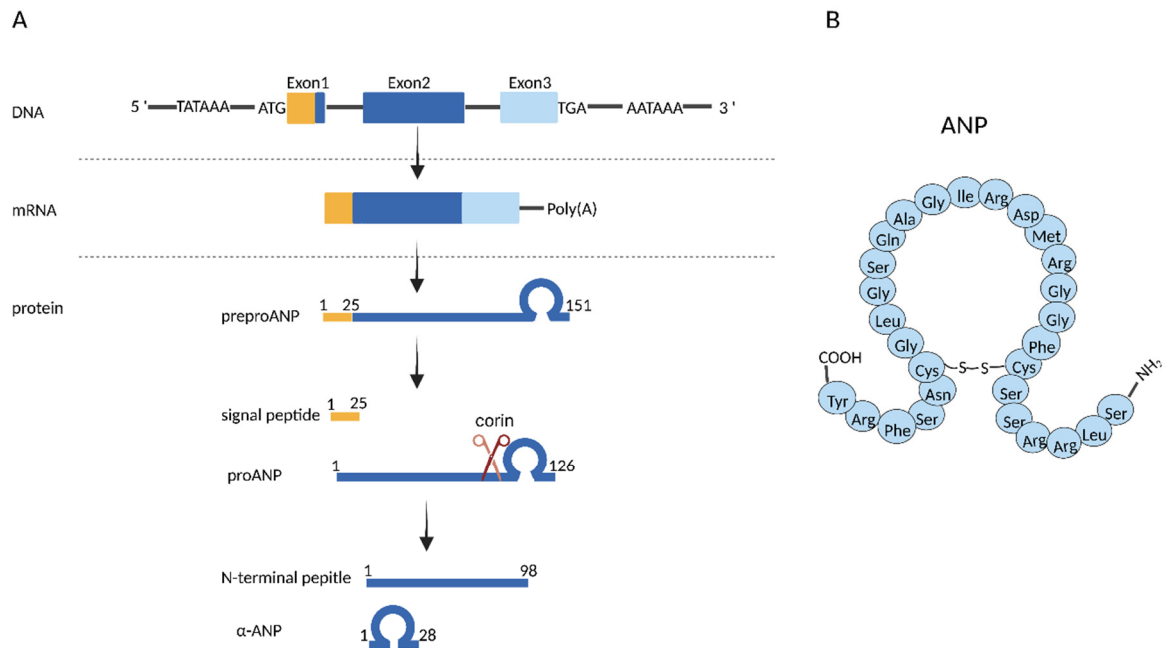 A
B
Exon1 Exon2 Exon3
DNA 5 ' TATAAA ATG TGA AATAAA 3 '
mRNA Poly(A)
protein
preproANP 1 25 151
signal peptide 1 25
corin
proANP 1 126
N-terminal pepitle 1 98
α-ANP 1 28
ANP
COOH
Tyr
Arg
Phe
Ser
Asn
Cys
Gly
Leu
Gly
Ser
Gln
Ala
Gly
Ile
Arg
Asp
Met
Arg
Gly
Gly
Phe
Cys
S S
Ser
Ser
Arg
Arg
Leu
Ser
NH2